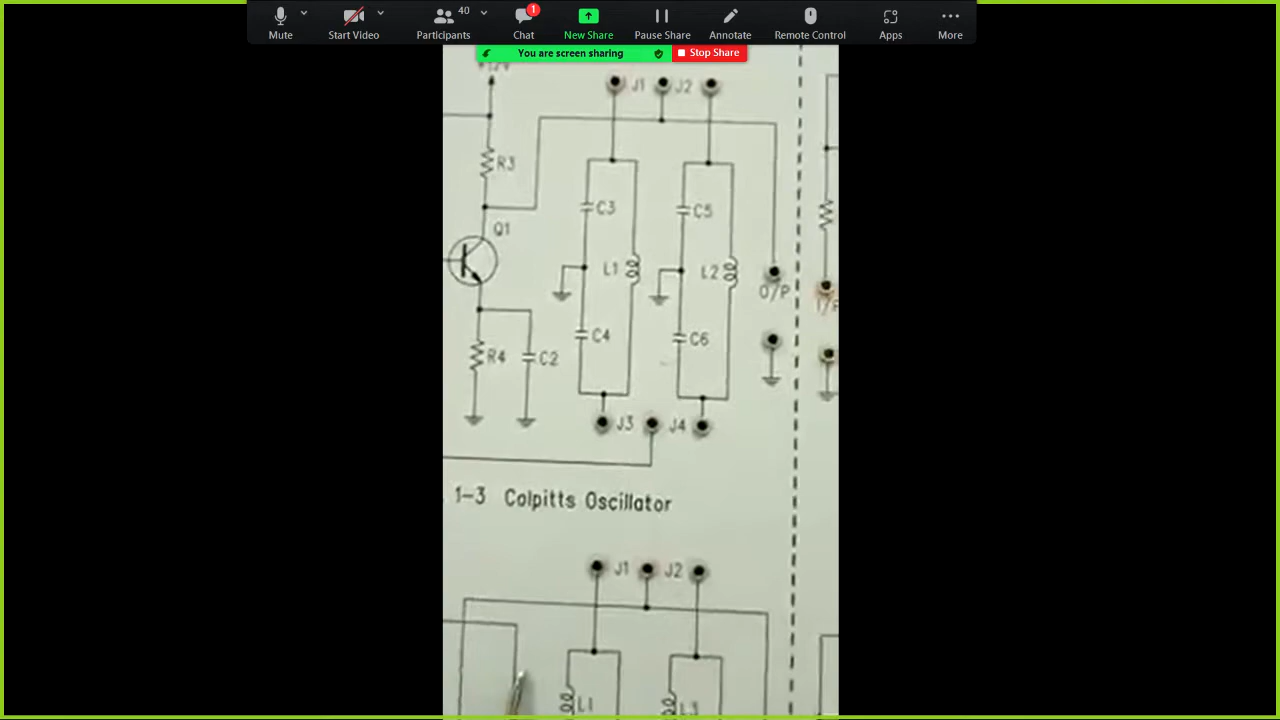 Mute
Start Video
Participants
40
Chat
1
New Share
Pause Share
Annotate
Remote Control
Apps
More
You are screen sharing
Stop Share
+12V
J1
J2
R3
Q1
C3
C5
L1
L2
O/P
I/P
C4
C6
R4
C2
J3
J4
1-3 Colpitts Oscillator
J1
J2
L1
L3